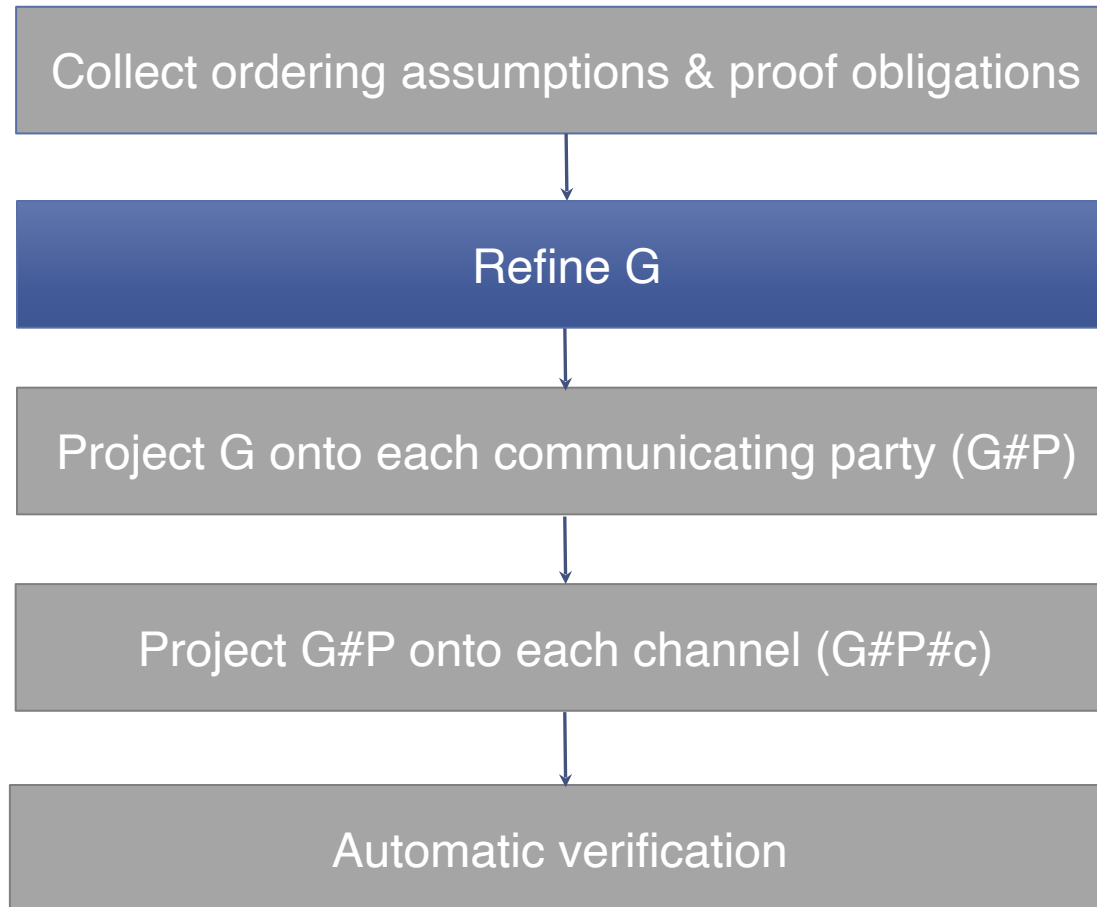 Collect ordering assumptions & proof obligations
Refine G
Project G onto each communicating party (G#P)
Project G#P onto each channel (G#P#c)
Automatic verification